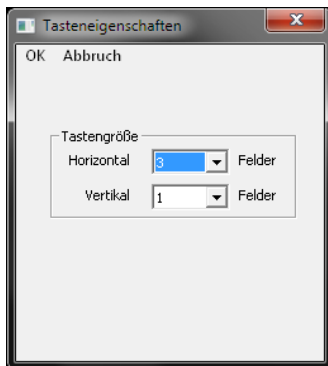 Tasteneigenschaften
OK Abbruch
Tastengröße
Horizontal 3 Felder
Vertikal 1 Felder